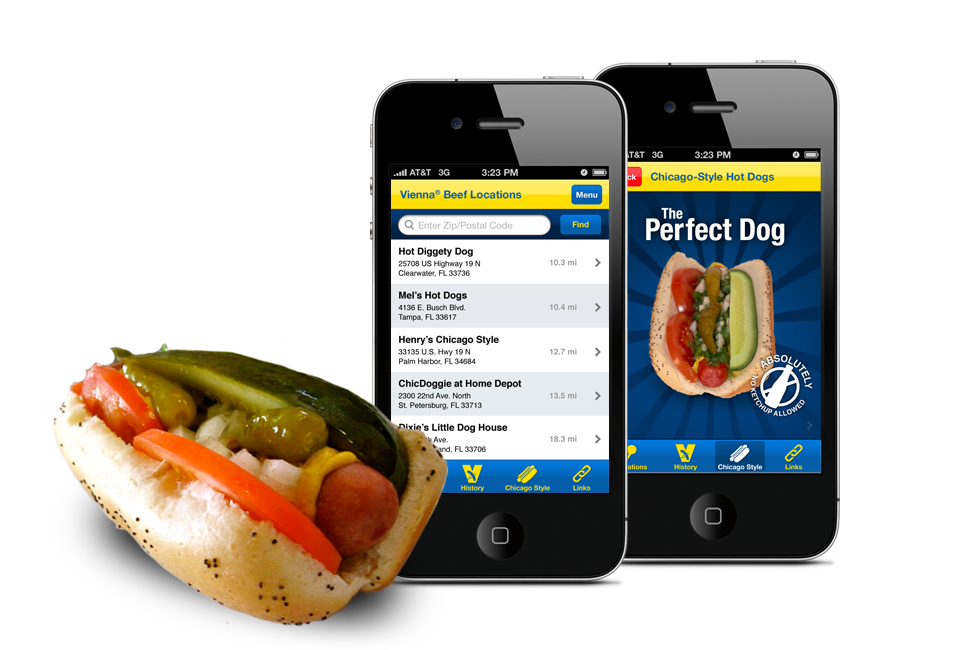 AT&T 3G 3:23 PM
Vienna® Beef Locations
Menu
Enter Zip/Postal Code
Find
Hot Diggety Dog
25708 US Highway 19 N
Clearwater, FL 33736
10.3 mi
Mel's Hot Dogs
4136 E. Busch Blvd.
Tampa, FL 33617
10.4 mi
Henry's Chicago Style
33135 U.S. Hwy 19 N
Palm Harbor, FL 34684
12.7 mi
ChicDoggie at Home Depot
2300 22nd Ave. North
St. Petersburg, FL 33713
13.5 mi
Dixie's Little Dog House
Ave.
and, FL 33706
18.3 mi
History
Chicago Style
Links
AT&T 3G 3:23 PM
ck
Chicago-Style Hot Dogs
The
Perfect Dog
ABSOLUTELY
NO KETCHUP ALLOWED
ations
History
Chicago Style
Links